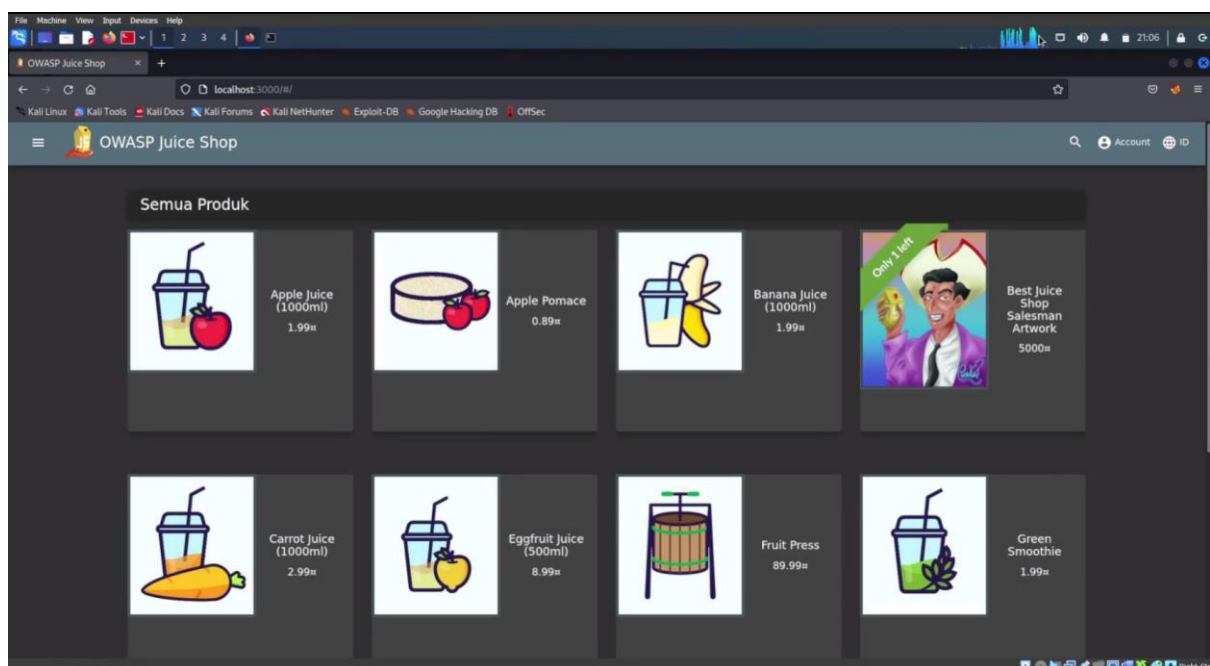 File Machine View Input Devices Help
1 2 3 4
21:06
OWASP Juice Shop
localhost:3000/#/
Kali Linux Kali Tools Kali Docs Kali Forums Kali NetHunter Exploit-DB Google Hacking DB OffSec
OWASP Juice Shop
Account
ID
Semua Produk
Apple Juice
(1000ml)
1.99¤
Apple Pomace
0.89¤
Banana Juice
(1000ml)
1.99¤
Only 1 left
Best Juice
Shop
Salesman
Artwork
5000¤
Carrot Juice
(1000ml)
2.99¤
Eggfruit Juice
(500ml)
8.99¤
Fruit Press
89.99¤
Green
Smoothie
1.99¤